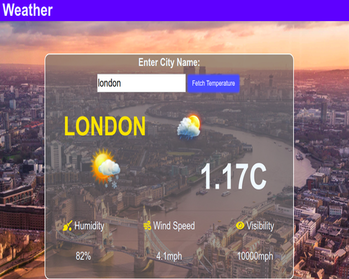 Weather
Enter City Name:
london
Fetch Temperature
LONDON
1.17C
Humidity Wind Speed Visibility
82% 4.1mph 10000mph